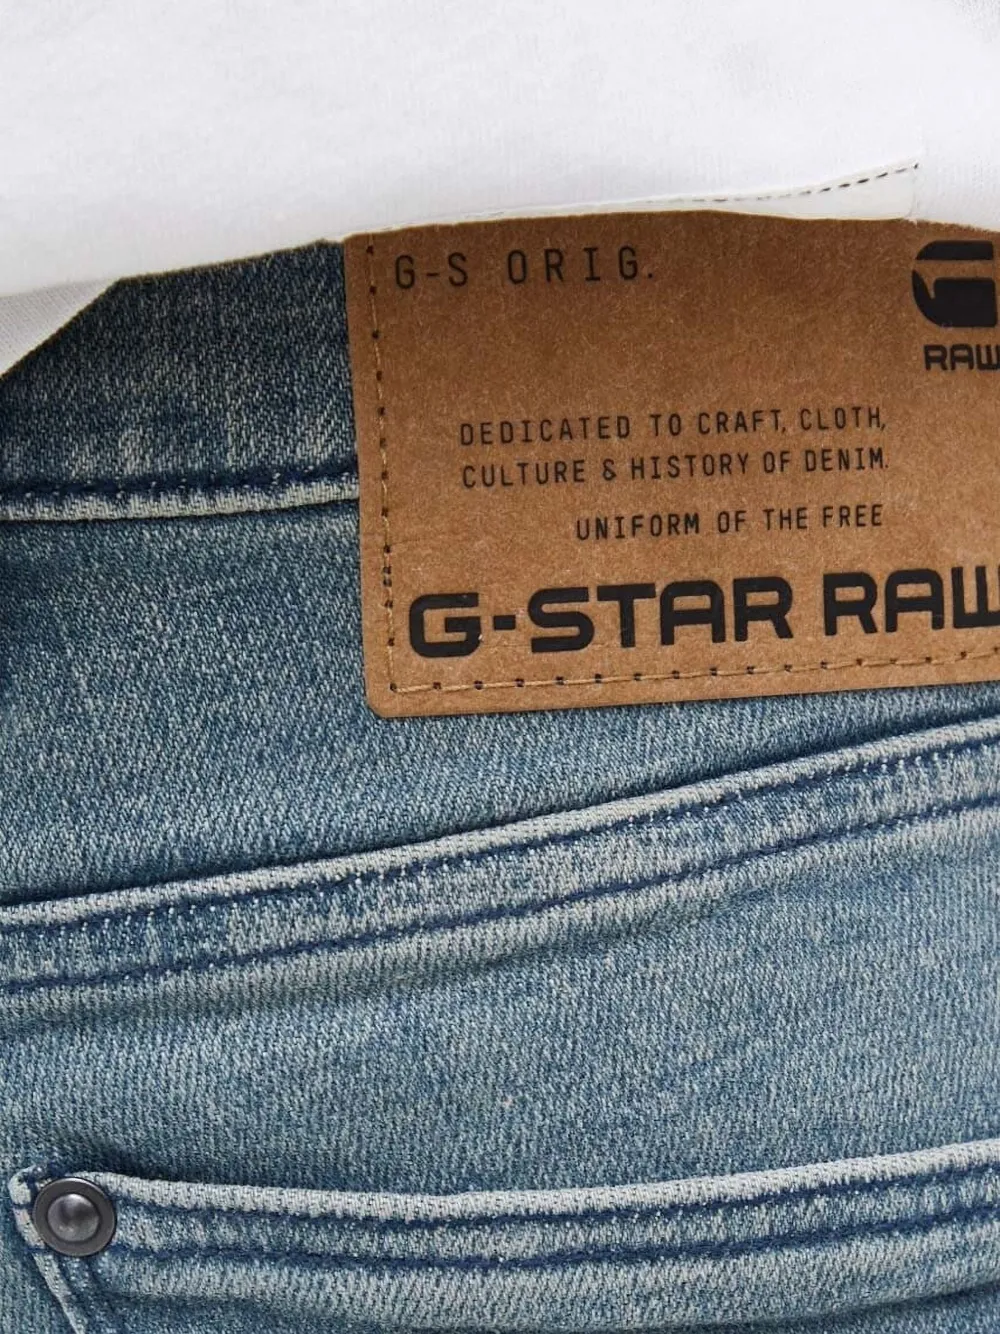 G-S ORIG.
RAW
DEDICATED TO CRAFT, CLOTH,
CULTURE & HISTORY OF DENIM.
UNIFORM OF THE FREE
G-STAR RAW